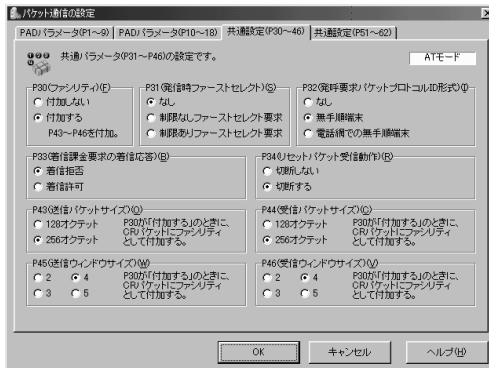 パケット通信の設定
PADパラメータ(P1～9) PADパラメータ(P10～18) 共通設定(P30～46) 共通設定(P51～62)
共通パラメータ(P31～P46)の設定です。
ATモード
P30(ファシリティ)(F)
付加しない
付加する
P43～P46を付加。
P31(発信時ファーストセレクト)(S)
なし
制限なしファーストセレクト要求
制限ありファーストセレクト要求
P32(発呼要求パケットプロトコルID形式)(I)
なし
無手順端末
電話網での無手順端末
P33(着信課金要求の着信応答)(B)
着信拒否
着信許可
P34(リセットパケット受信動作)(R)
切断しない
切断する
P43(送信パケットサイズ)(O)
128オクテット
256オクテット
P30が「付加する」のときに、
CRパケットにファシリティ
として付加する。
P44(受信パケットサイズ)(C)
128オクテット
256オクテット
P30が「付加する」のときに、
CRパケットにファシリティ
として付加する。
P45(送信ウィンドウサイズ)(W)
2 4
3 5
P30が「付加する」のときに、
CRパケットにファシリティ
として付加する。
P46(受信ウィンドウサイズ)(V)
2 4
3 5
P30が「付加する」のときに、
CRパケットにファシリティ
として付加する。
OK キャンセル ヘルプ(H)